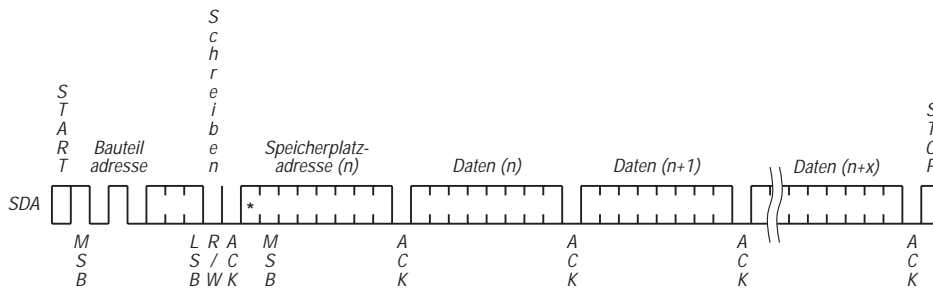 START
Bauteil
adresse
Schreiben
Speicherplatz-
adresse (n)
Daten (n)
Daten (n+1)
Daten (n+x)
STOP
SDA
*
MSB
LSB
R/W
ACK
MSB
ACK
ACK
ACK
ACK